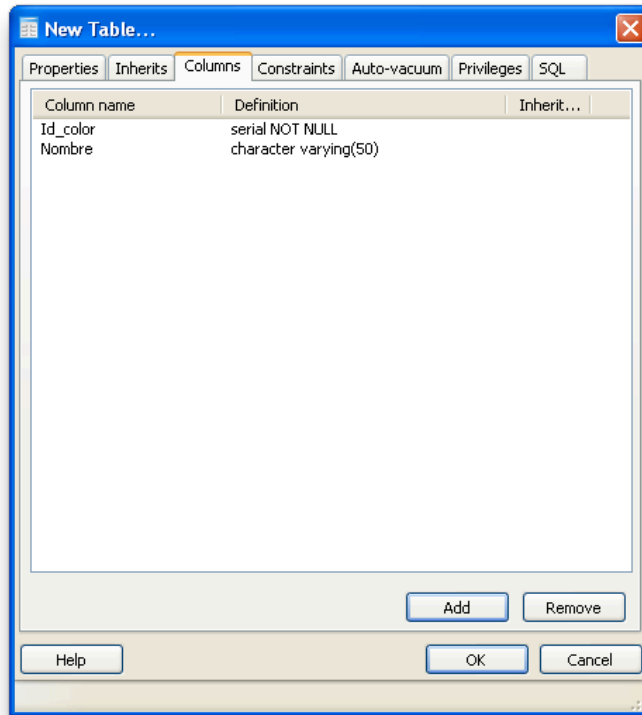 New Table...
Properties Inherits Columns Constraints Auto-vacuum Privileges SQL
Column name Definition Inherit...
Id_color serial NOT NULL
Nombre character varying(50)
Add Remove
Help OK Cancel